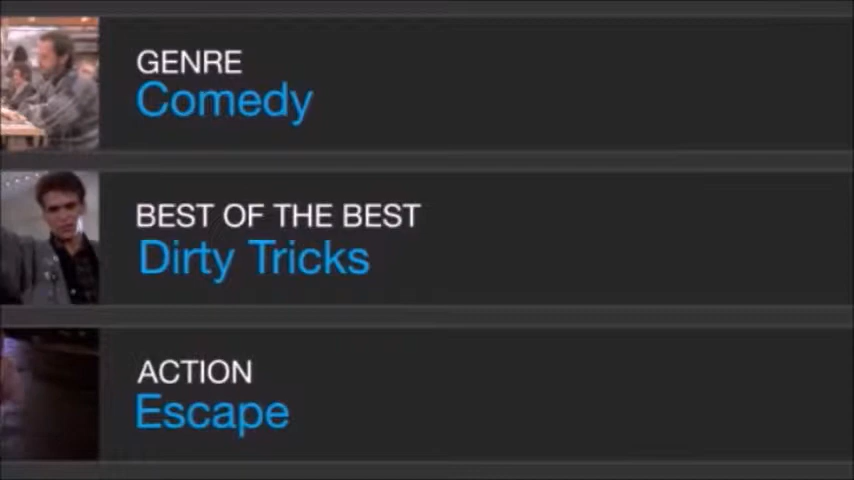 GENRE
Comedy
BEST OF THE BEST
Dirty Tricks
ACTION
Escape